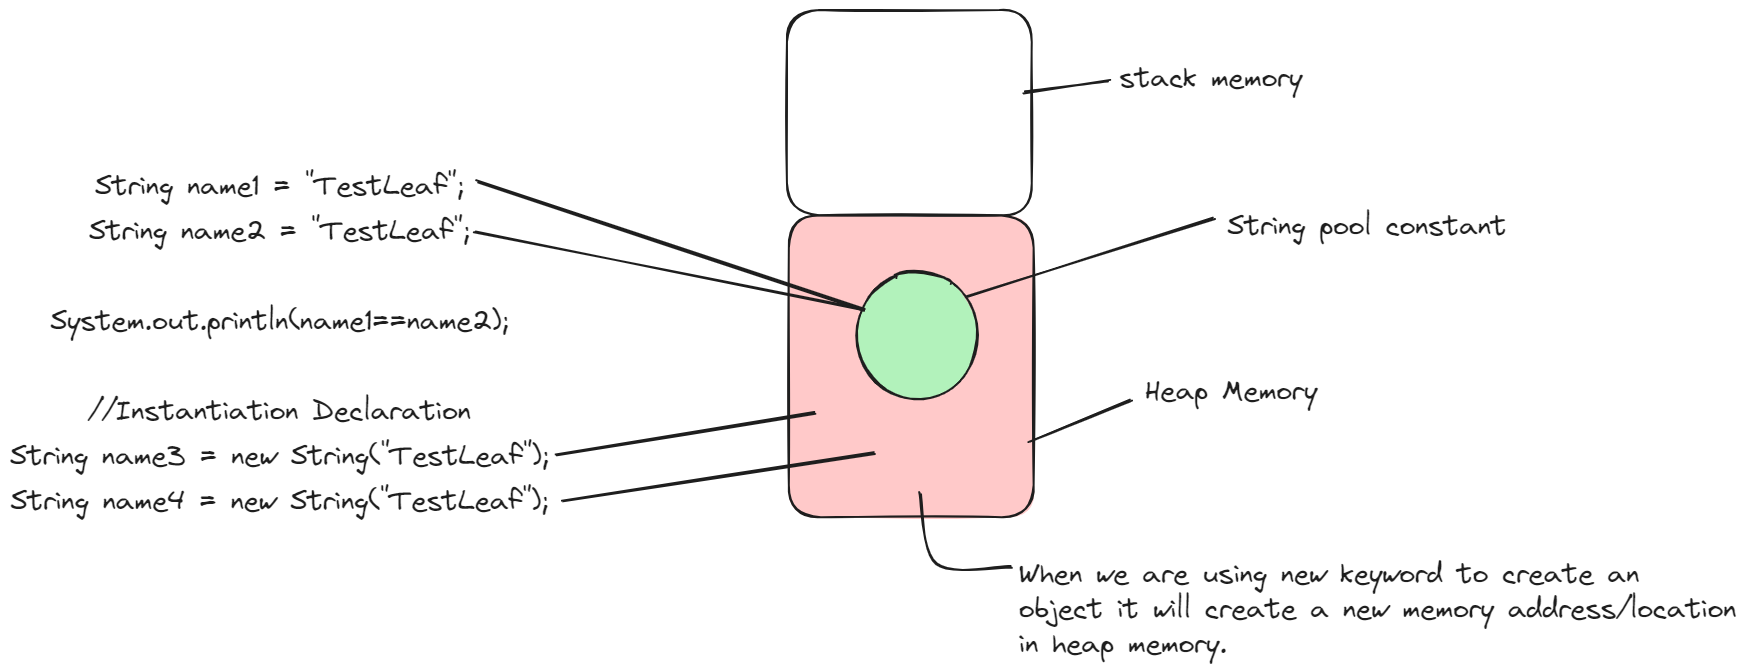 stack memory
String name1 = "TestLeaf";
String name2 = "TestLeaf";
String pool constant
System.out.println(name1==name2);
Heap Memory
//Instantiation Declaration
String name3 = new String("TestLeaf");
String name4 = new String("TestLeaf");
When we are using new keyword to create an
object it will create a new memory address/location
in heap memory.